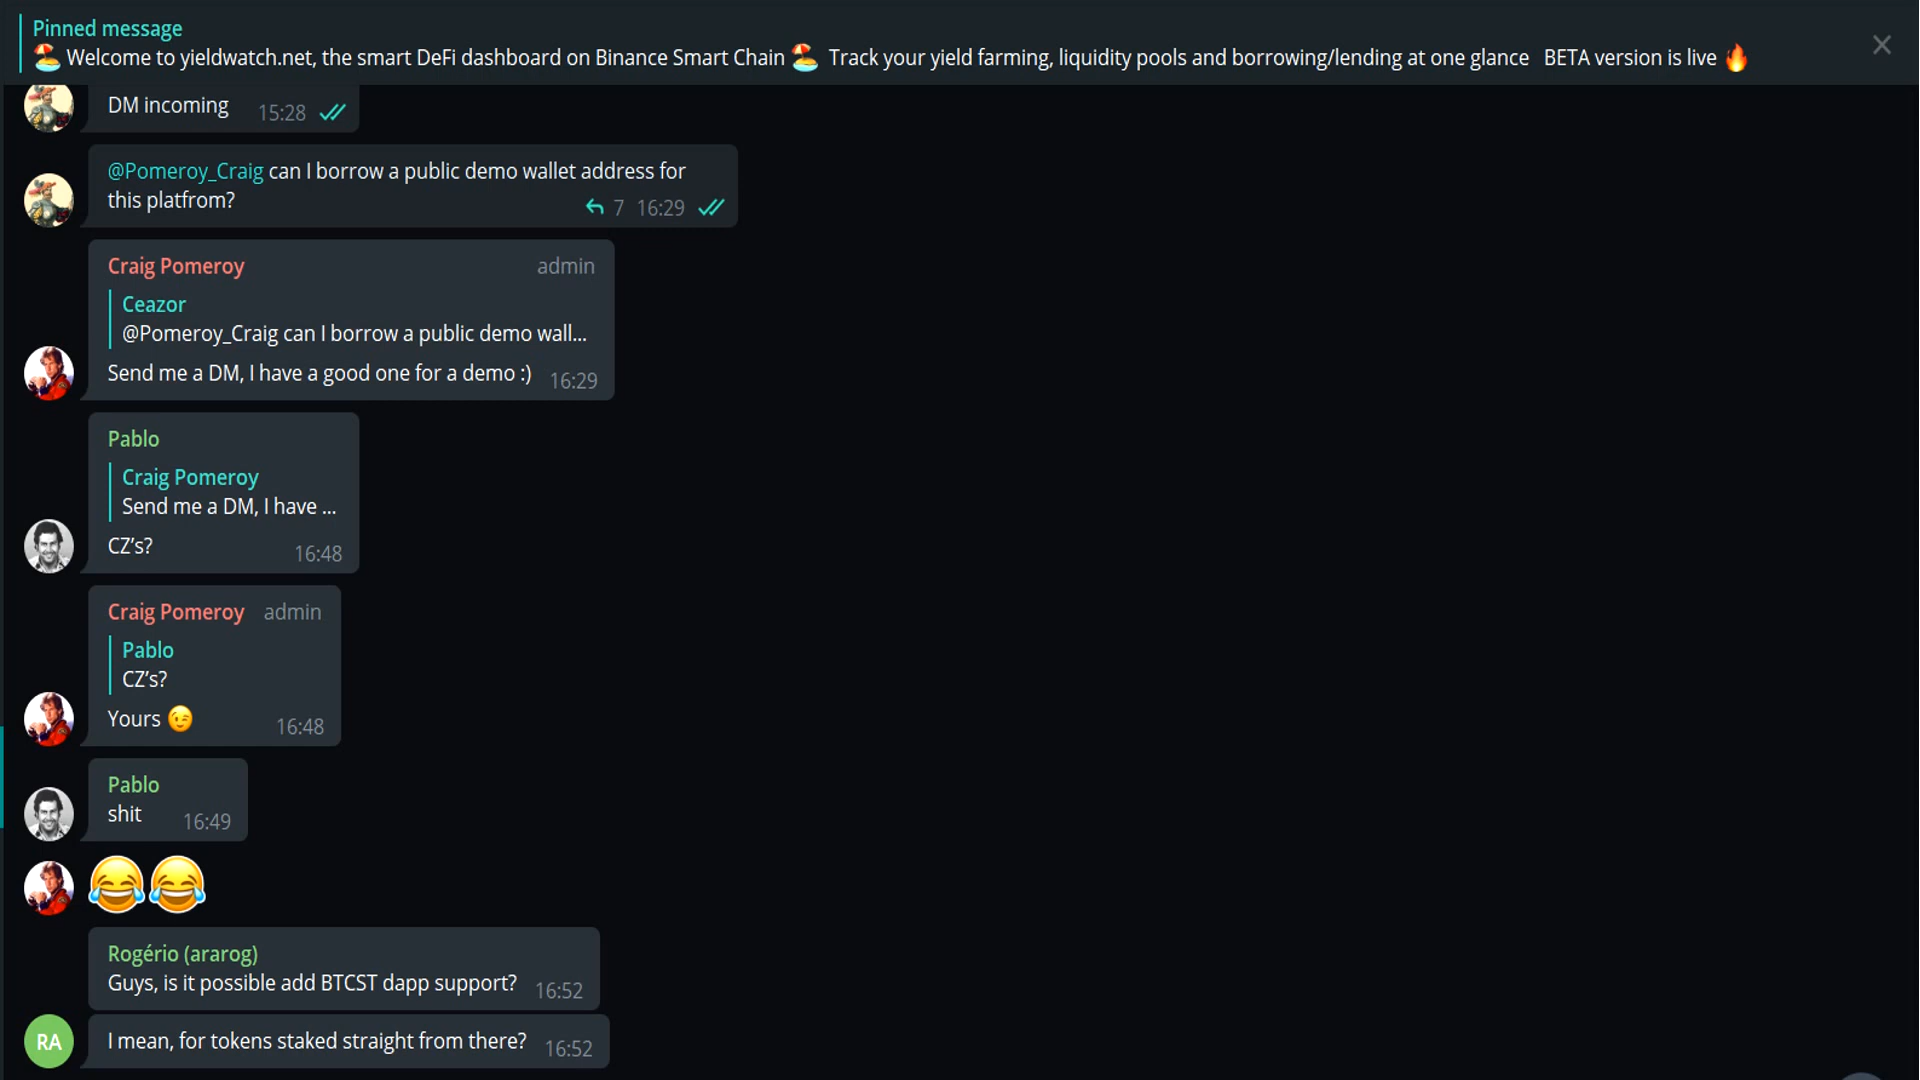 Pinned message
🏖 Welcome to yieldwatch.net, the smart DeFi dashboard on Binance Smart Chain 🏖 Track your yield farming, liquidity pools and borrowing/lending at one glance BETA version is live 🔥
DM incoming 15:28
@Pomeroy_Craig can I borrow a public demo wallet address for
this platfrom?
7 16:29
Craig Pomeroy admin
Ceazor
@Pomeroy_Craig can I borrow a public demo wall...
Send me a DM, I have a good one for a demo :) 16:29
Pablo
Craig Pomeroy
Send me a DM, I have ...
CZ's? 16:48
Craig Pomeroy admin
Pablo
CZ's?
Yours 😉 16:48
Pablo
shit 16:49
😂😂
Rogério (ararog)
Guys, is it possible add BTCST dapp support? 16:52
RA
I mean, for tokens staked straight from there? 16:52